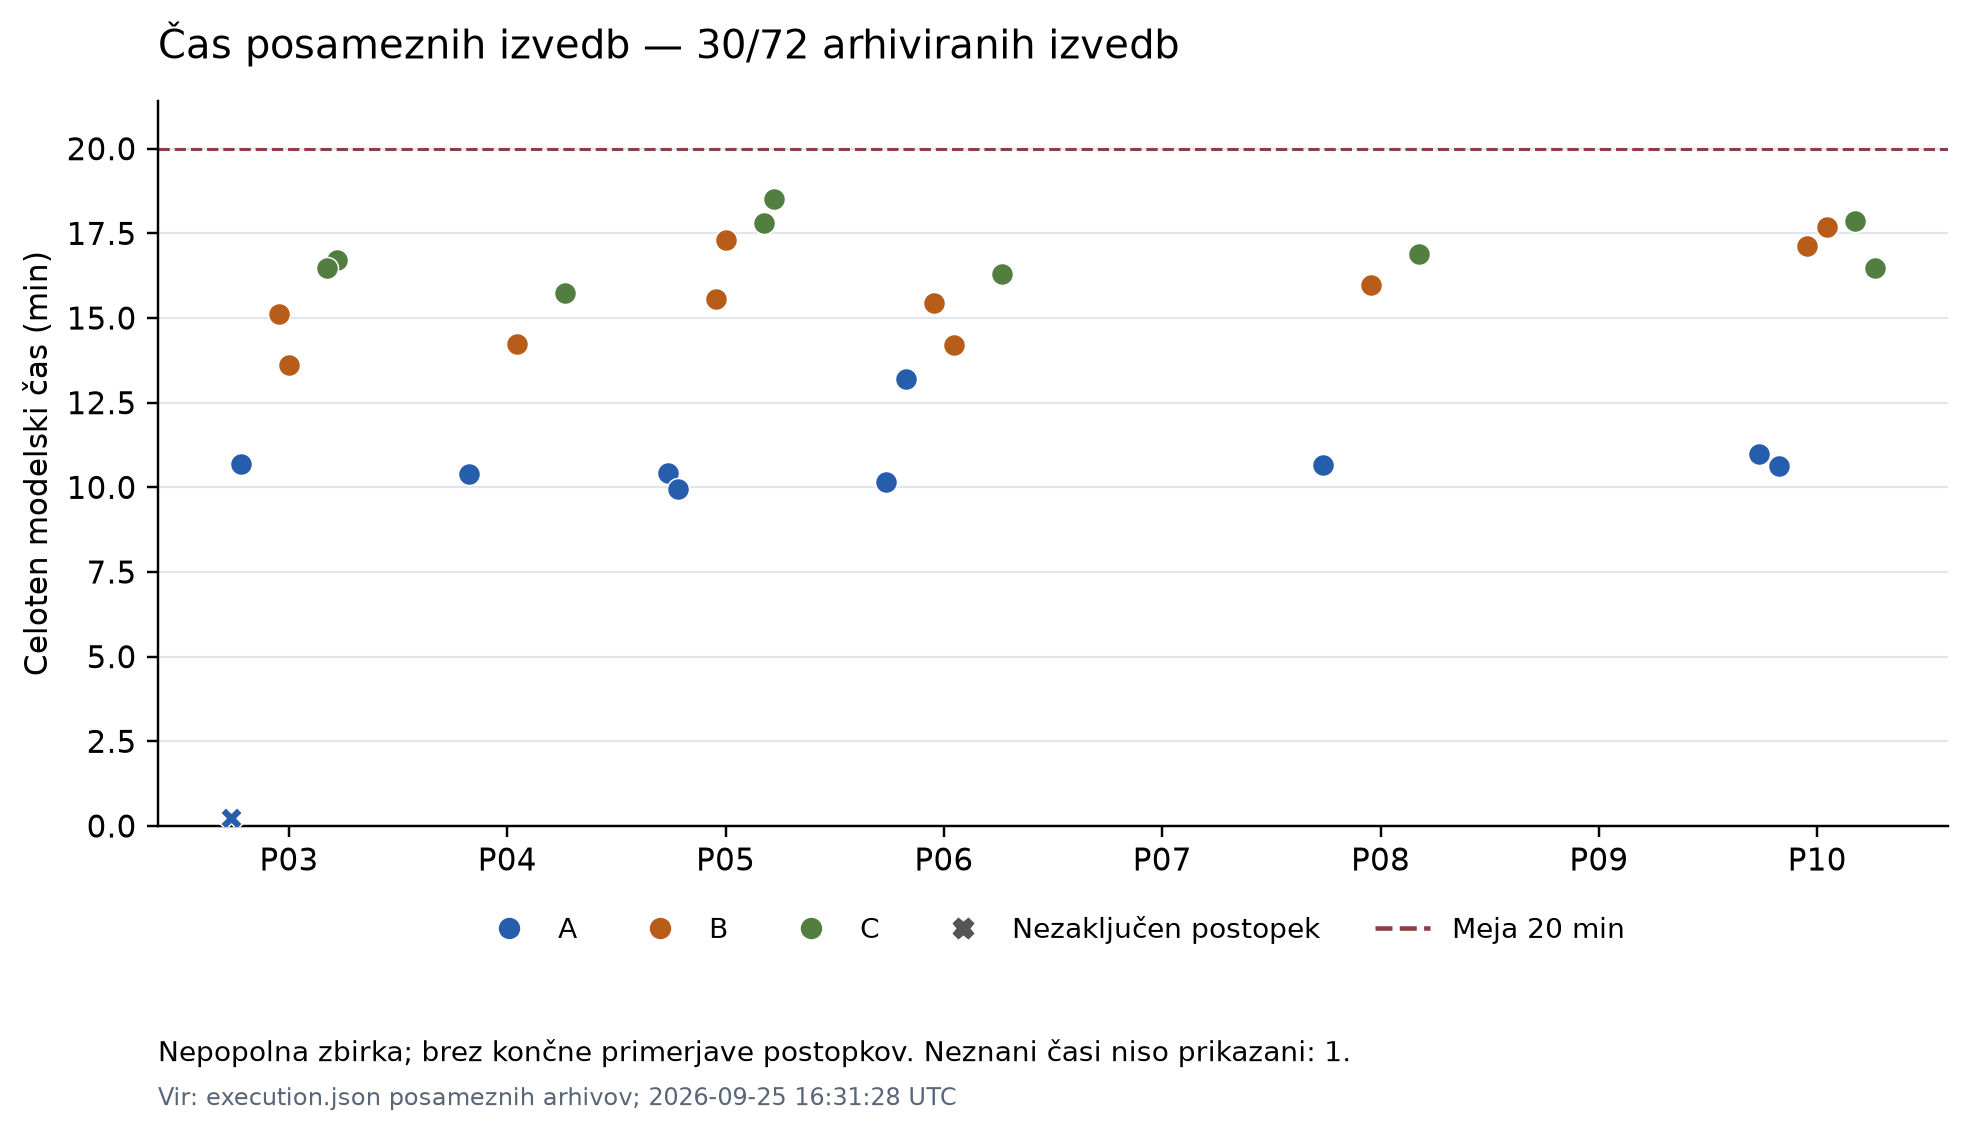 Čas posameznih izvedb — 30/72 arhiviranih izvedb
Celoten modelski čas (min)
20.0
17.5
15.0
12.5
10.0
7.5
5.0
2.5
0.0
P03 P04 P05 P06 P07 P08 P09 P10
A B C Nezaključen postopek Meja 20 min
Nepopolna zbirka; brez končne primerjave postopkov. Neznani časi niso prikazani: 1.
Vir: execution.json posameznih arhivov; 2026-09-25 16:31:28 UTC